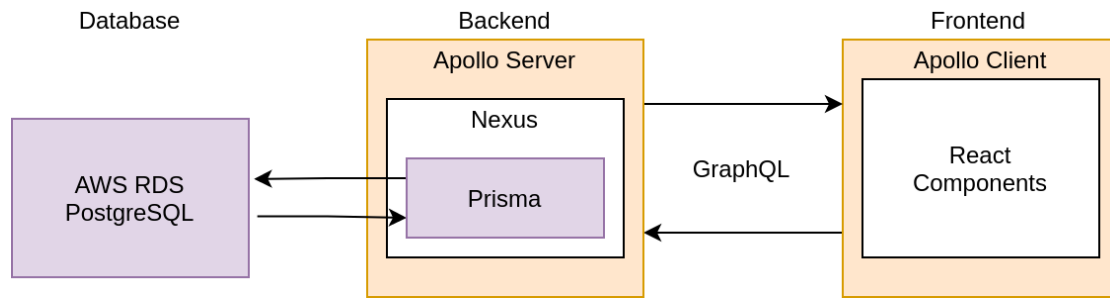 Database
Backend
Frontend
Apollo Server
Apollo Client
Nexus
React
Components
GraphQL
AWS RDS
PostgreSQL
Prisma